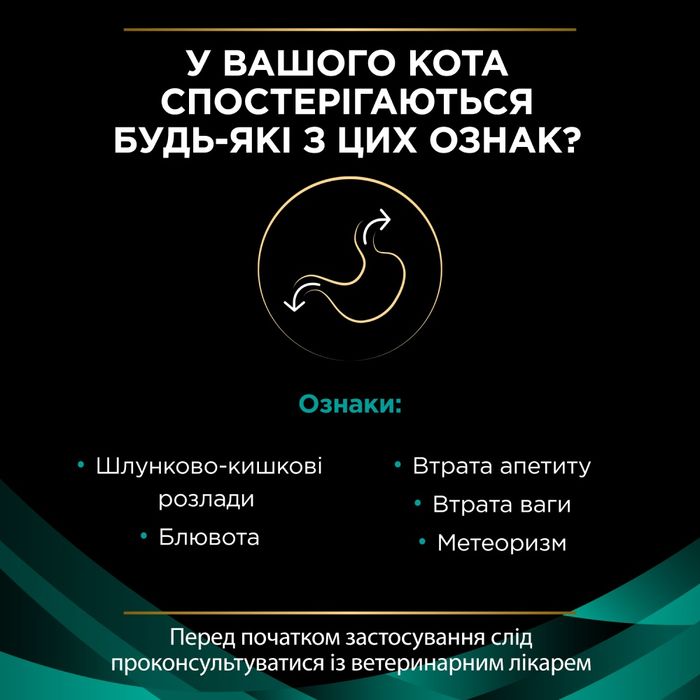 У ВАШОГО КОТА
СПОСТЕРІГАЮТЬСЯ
БУДЬ-ЯКІ З ЦИХ ОЗНАК?
Ознаки:
• Шлунково-кишкові
розлади
• Блювота
• Втрата апетиту
• Втрата ваги
• Метеоризм
Перед початком застосування слід
проконсультуватися із ветеринарним лікарем